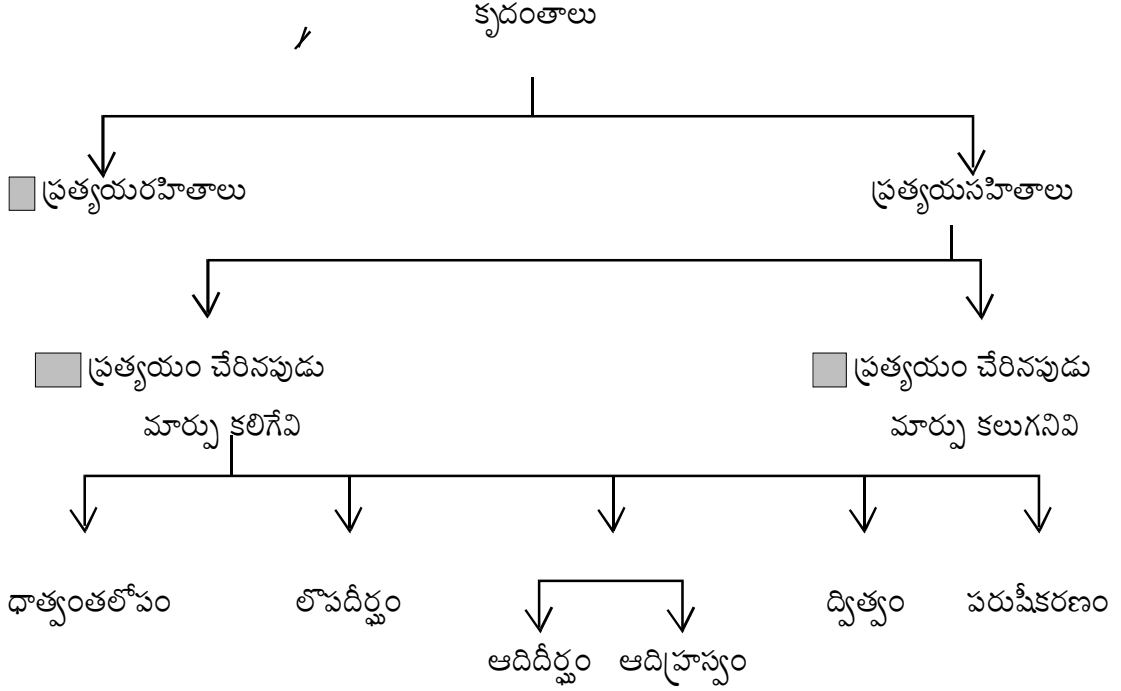 కృదంతాలు
ప్రత్యయరహితాలు
ప్రత్యయసహితాలు
ప్రత్యయం చేరినపుడు
మార్పు కలిగేవి
ప్రత్యయం చేరినపుడు
మార్పు కలుగనివి
ధాత్వంతలోపం
లొపదీర్ఘం
ఆదిదీర్ఘం
ఆదిహ్రస్వం
ద్విత్వం
పరుషీకరణం